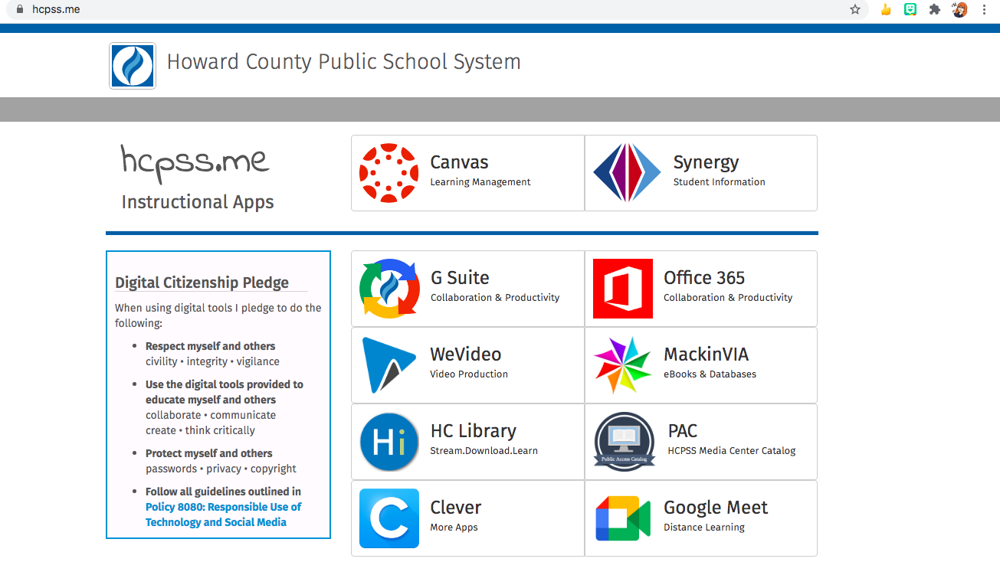 hcpss.me
Howard County Public School System
hcpss.me
Instructional Apps
Canvas
Learning Management
Synergy
Student Information
Digital Citizenship Pledge
When using digital tools I pledge to do the
following:
• Respect myself and others
civility • integrity • vigilance
• Use the digital tools provided to
educate myself and others
collaborate • communicate
create • think critically
• Protect myself and others
passwords • privacy • copyright
• Follow all guidelines outlined in
Policy 8080: Responsible Use of
Technology and Social Media
G Suite
Collaboration & Productivity
Office 365
Collaboration & Productivity
WeVideo
Video Production
MackinVIA
eBooks & Databases
Hi
HC Library
Stream.Download.Learn
Public Access Catalog
PAC
HCPSS Media Center Catalog
C
Clever
More Apps
Google Meet
Distance Learning